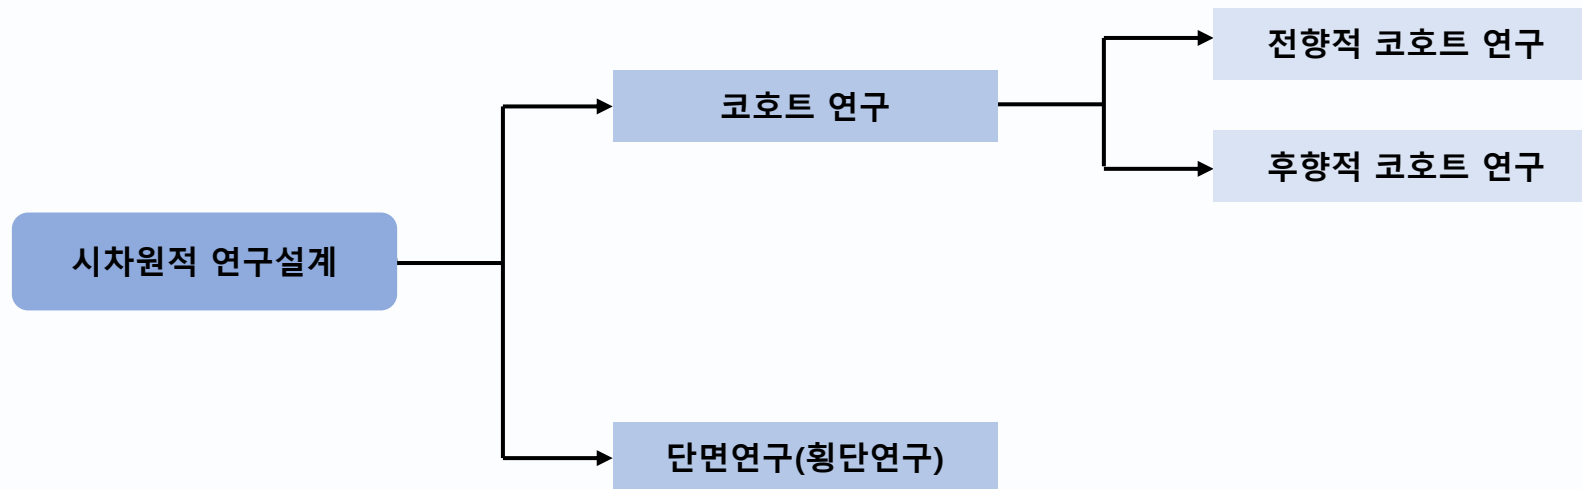 시차원적 연구설계
코호트 연구
단면연구(횡단연구)
전향적 코호트 연구
후향적 코호트 연구